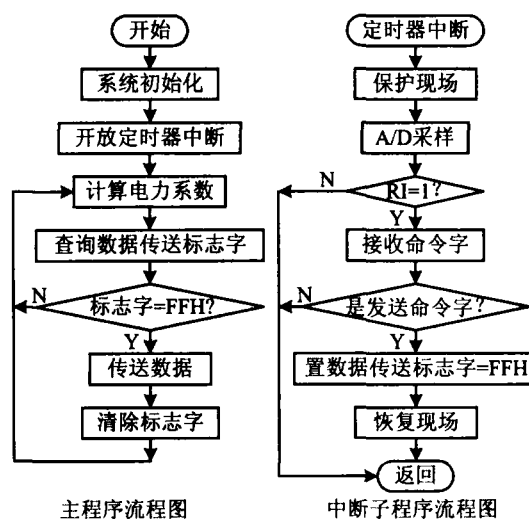 开始
系统初始化
开放定时器中断
计算电力系数
查询数据传送标志字
标志字=FFH?
N
Y
传送数据
清除标志字
主程序流程图
定时器中断
保护现场
A/D采样
RI=1?
N
Y
接收命令字
是发送命令字?
N
Y
置数据传送标志字=FFH
恢复现场
返回
中断子程序流程图